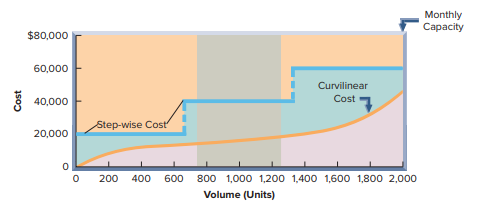 Monthly
Capacity
$80,000
60,000
40,000
20,000
0
Cost
Step-wise Cost
Curvilinear
Cost
0 200 400 600 800 1,000 1,200 1,400 1,600 1,800 2,000
Volume (Units)